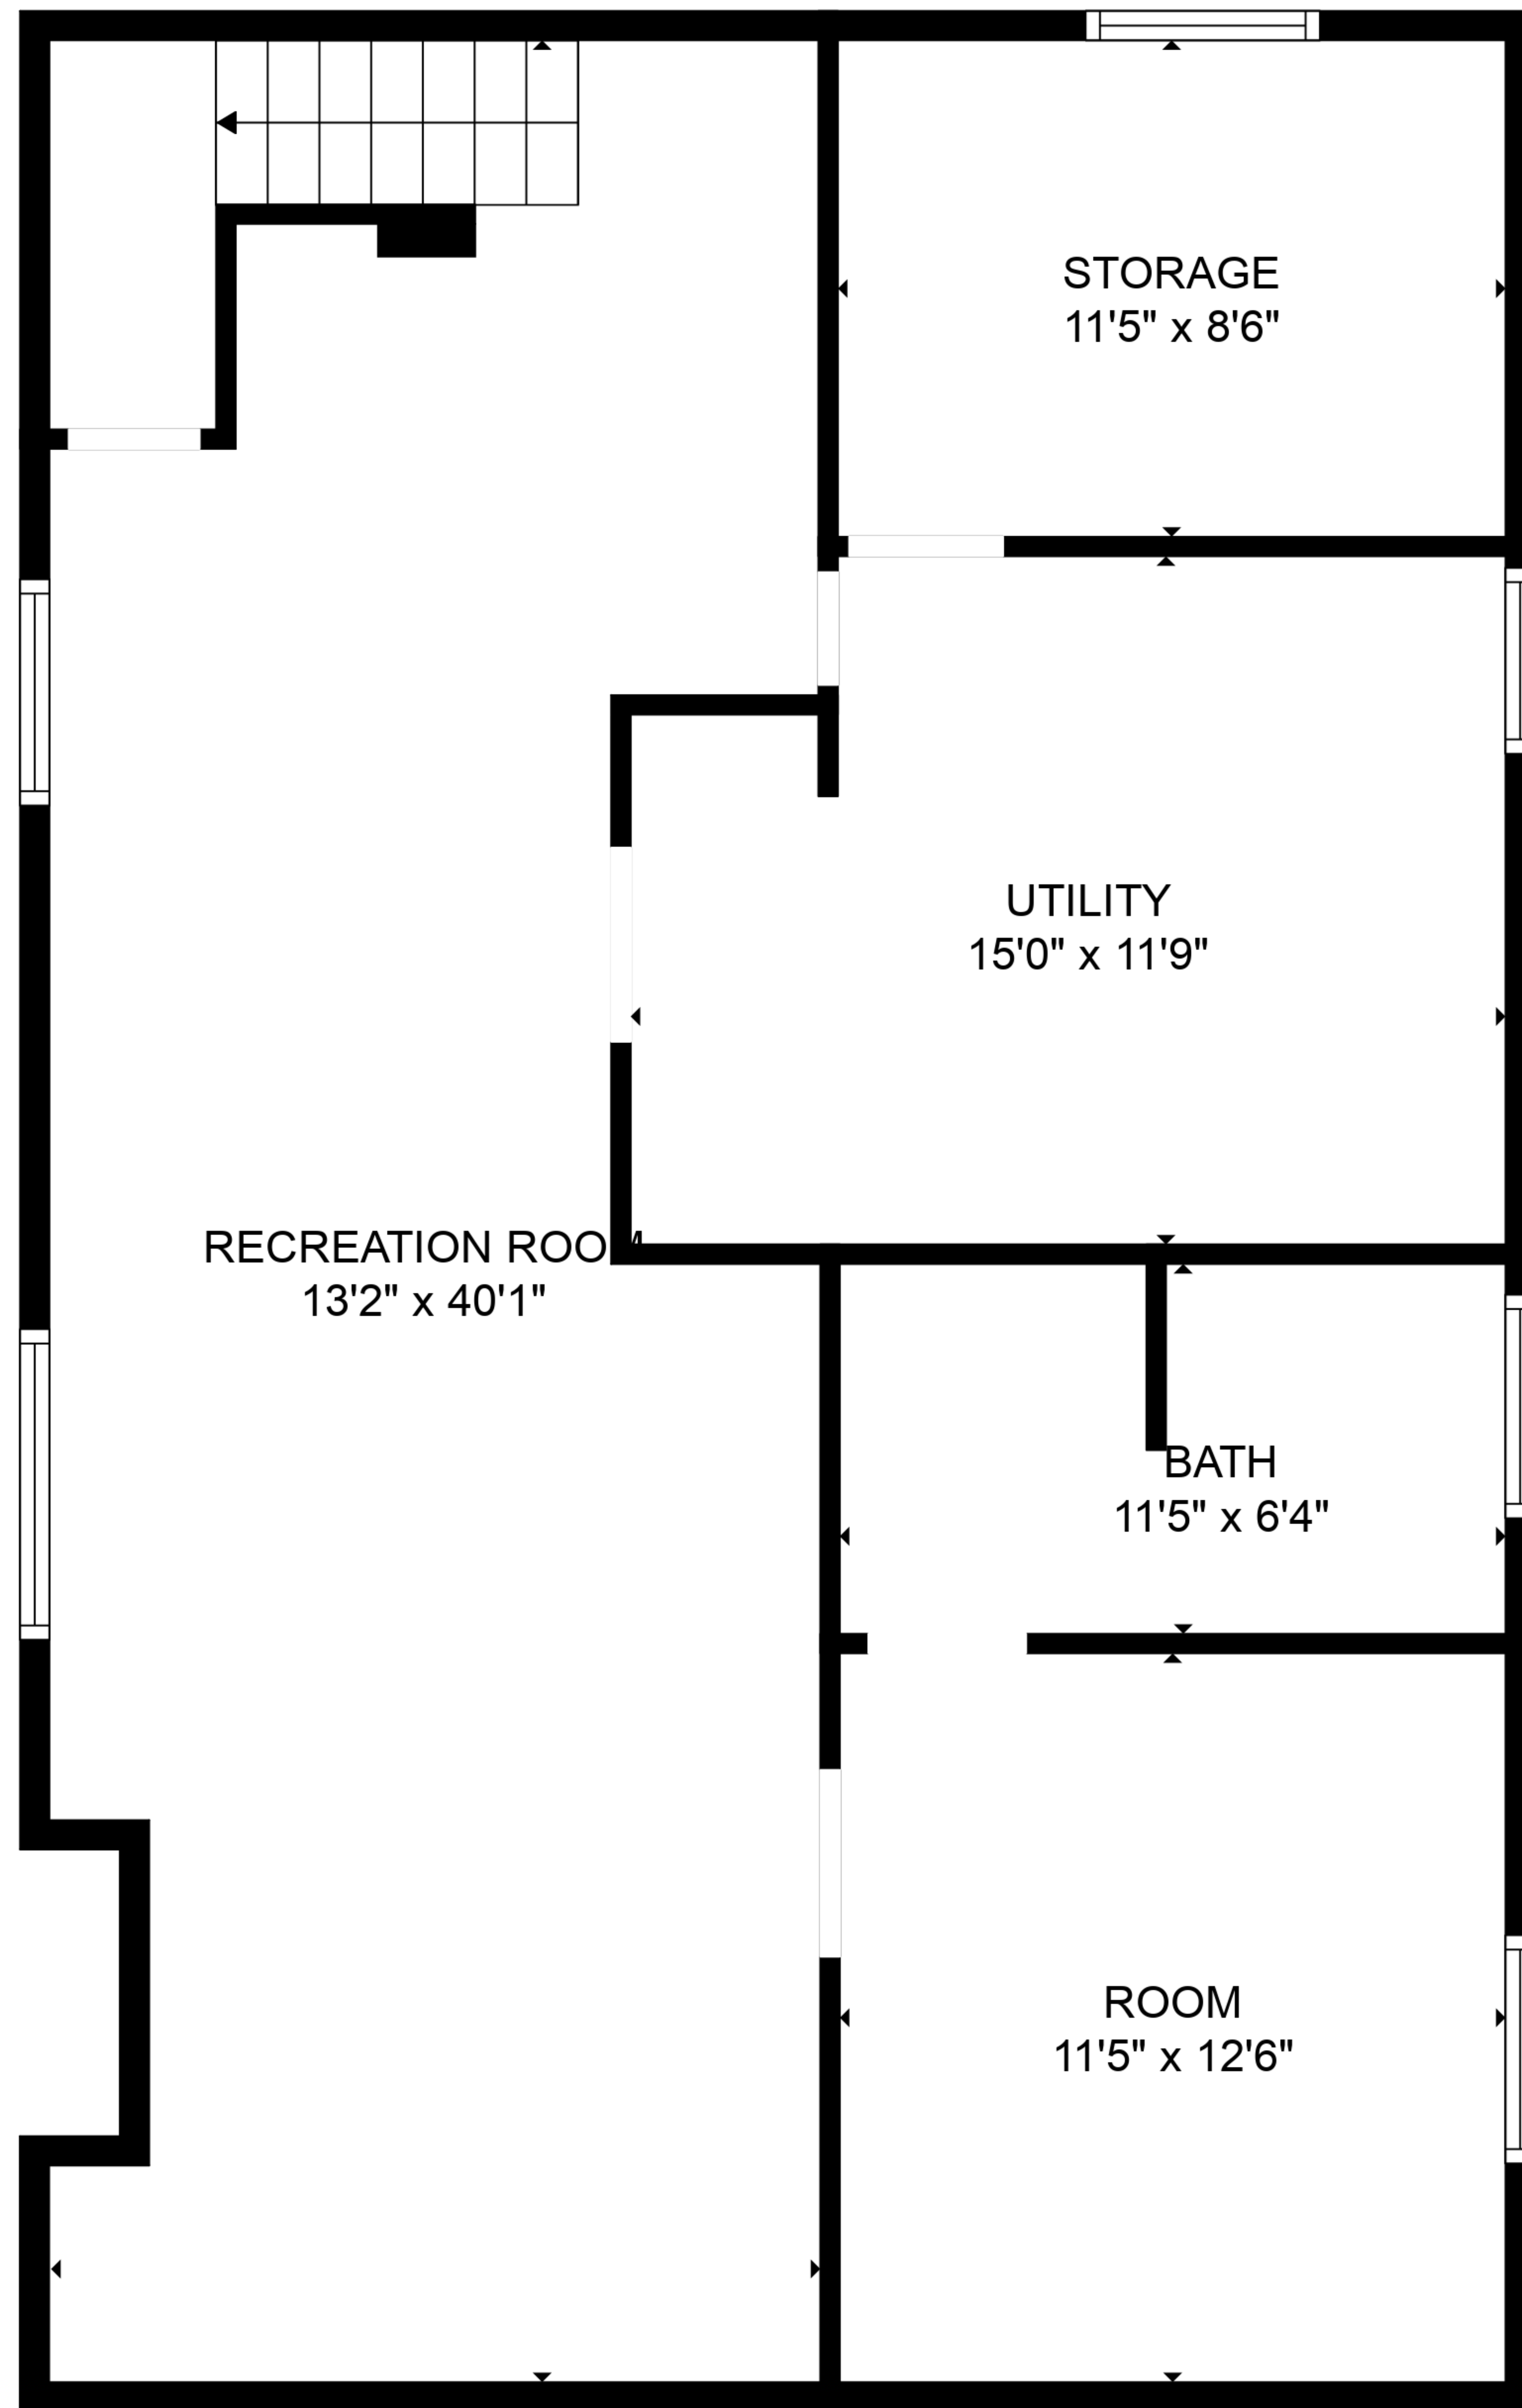 STORAGE
11'5" x 8'6"
UTILITY
15'0" x 11'9"
RECREATION ROOM
13'2" x 40'1"
BATH
11'5" x 6'4"
ROOM
11'5" x 12'6"